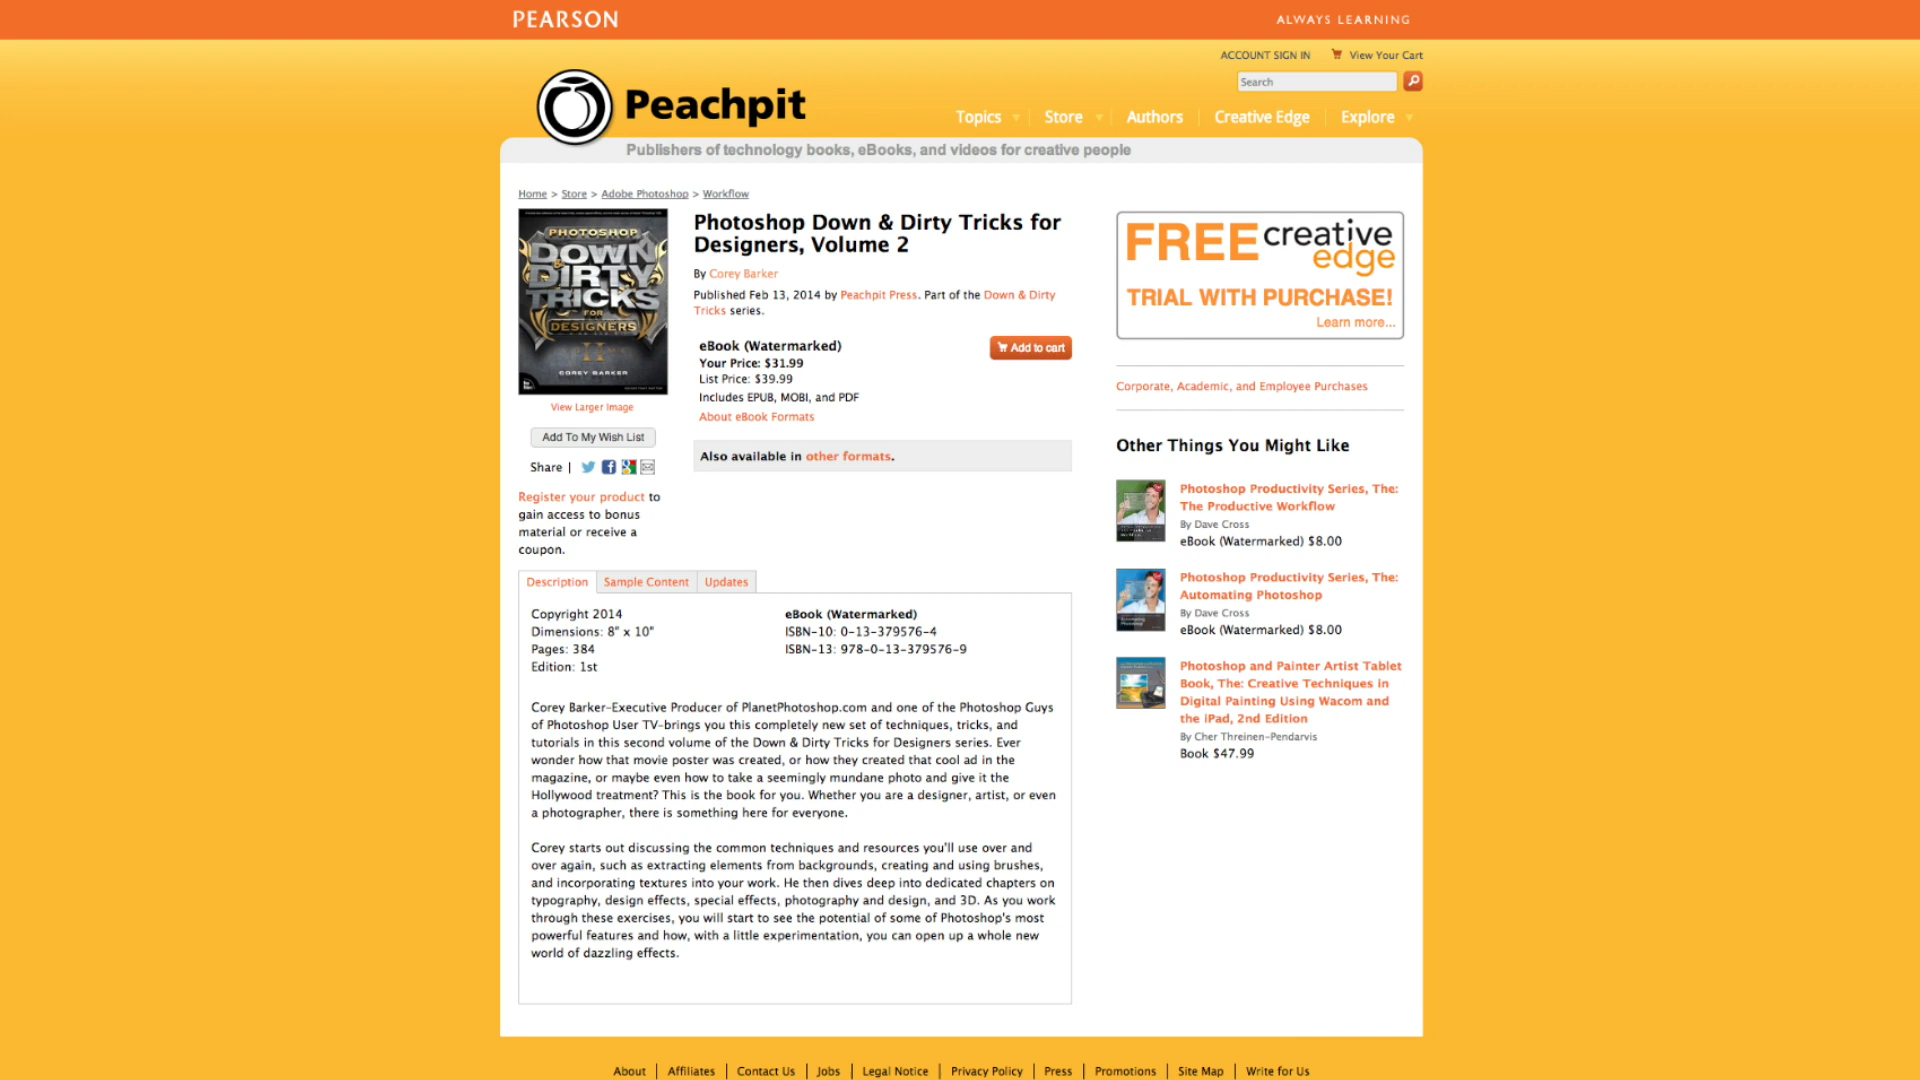 PEARSON
ALWAYS LEARNING
ACCOUNT SIGN IN
View Your Cart
Search
Peachpit
Topics
Store
Authors
Creative Edge
Explore
Publishers of technology books, eBooks, and videos for creative people
Home > Store > Adobe Photoshop > Workflow
PHOTOSHOP
DOWN &
DIRTY
TRICKS
FOR
DESIGNERS
II
COREY BARKER
View Larger Image
Add To My Wish List
Share |
Register your product to
gain access to bonus
material or receive a
coupon.
Photoshop Down & Dirty Tricks for
Designers, Volume 2
By Corey Barker
Published Feb 13, 2014 by Peachpit Press. Part of the Down & Dirty
Tricks series.
eBook (Watermarked)
Add to cart
Your Price: $31.99
List Price: $39.99
Includes EPUB, MOBI, and PDF
About eBook Formats
Also available in other formats.
FREE creative
edge
TRIAL WITH PURCHASE!
Learn more...
Corporate, Academic, and Employee Purchases
Other Things You Might Like
Photoshop Productivity Series, The:
The Productive Workflow
By Dave Cross
eBook (Watermarked) $8.00
Photoshop Productivity Series, The:
Automating Photoshop
By Dave Cross
eBook (Watermarked) $8.00
Photoshop and Painter Artist Tablet
Book, The: Creative Techniques in
Digital Painting Using Wacom and
the iPad, 2nd Edition
By Cher Threinen-Pendarvis
Book $47.99
Description
Sample Content
Updates
Copyright 2014
Dimensions: 8" x 10"
Pages: 384
Edition: 1st
eBook (Watermarked)
ISBN-10: 0-13-379576-4
ISBN-13: 978-0-13-379576-9
Corey Barker-Executive Producer of PlanetPhotoshop.com and one of the Photoshop Guys
of Photoshop User TV-brings you this completely new set of techniques, tricks, and
tutorials in this second volume of the Down & Dirty Tricks for Designers series. Ever
wonder how that movie poster was created, or how they created that cool ad in the
magazine, or maybe even how to take a seemingly mundane photo and give it the
Hollywood treatment? This is the book for you. Whether you are a designer, artist, or even
a photographer, there is something here for everyone.
Corey starts out discussing the common techniques and resources you'll use over and
over again, such as extracting elements from backgrounds, creating and using brushes,
and incorporating textures into your work. He then dives deep into dedicated chapters on
typography, design effects, special effects, photography and design, and 3D. As you work
through these exercises, you will start to see the potential of some of Photoshop's most
powerful features and how, with a little experimentation, you can open up a whole new
world of dazzling effects.
About | Affiliates | Contact Us | Jobs | Legal Notice | Privacy Policy | Press | Promotions | Site Map | Write for Us